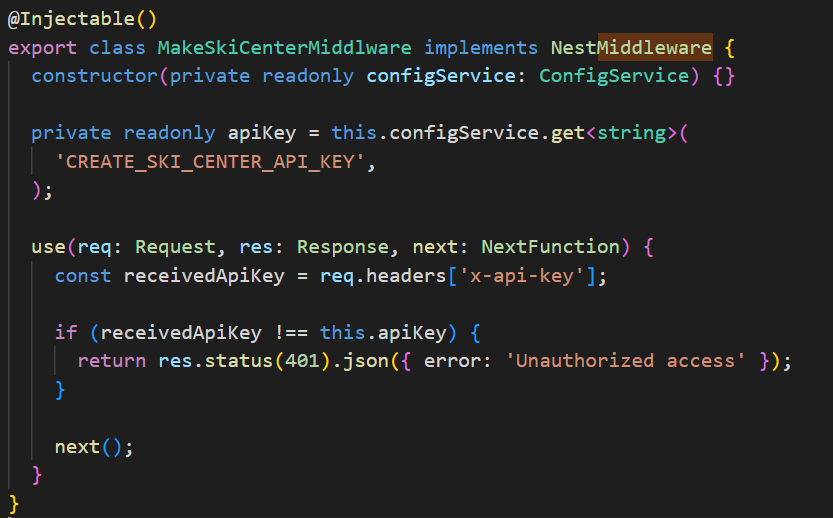 @Injectable()
export class MakeSkiCenterMiddlware implements NestMiddleware {
  constructor(private readonly configService: ConfigService) {}

  private readonly apiKey = this.configService.get<string>(
    'CREATE_SKI_CENTER_API_KEY',
  );

  use(req: Request, res: Response, next: NextFunction) {
    const receivedApiKey = req.headers['x-api-key'];

    if (receivedApiKey !== this.apiKey) {
      return res.status(401).json({ error: 'Unauthorized access' });
    }

    next();
  }
}